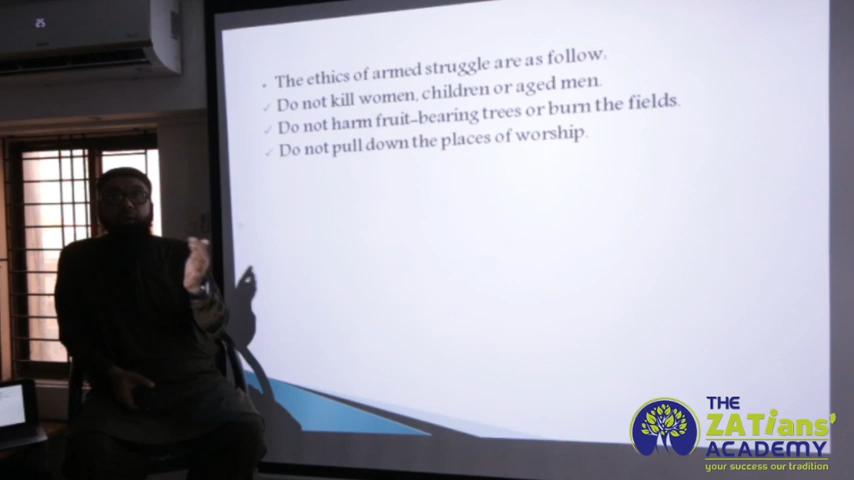 The ethics of armed struggle are as follow.
Do not kill women, children or aged men.
Do not harm fruit-bearing trees or burn the fields.
Do not pull down the places of worship.
THE
ZATians'
ACADEMY
your success our tradition